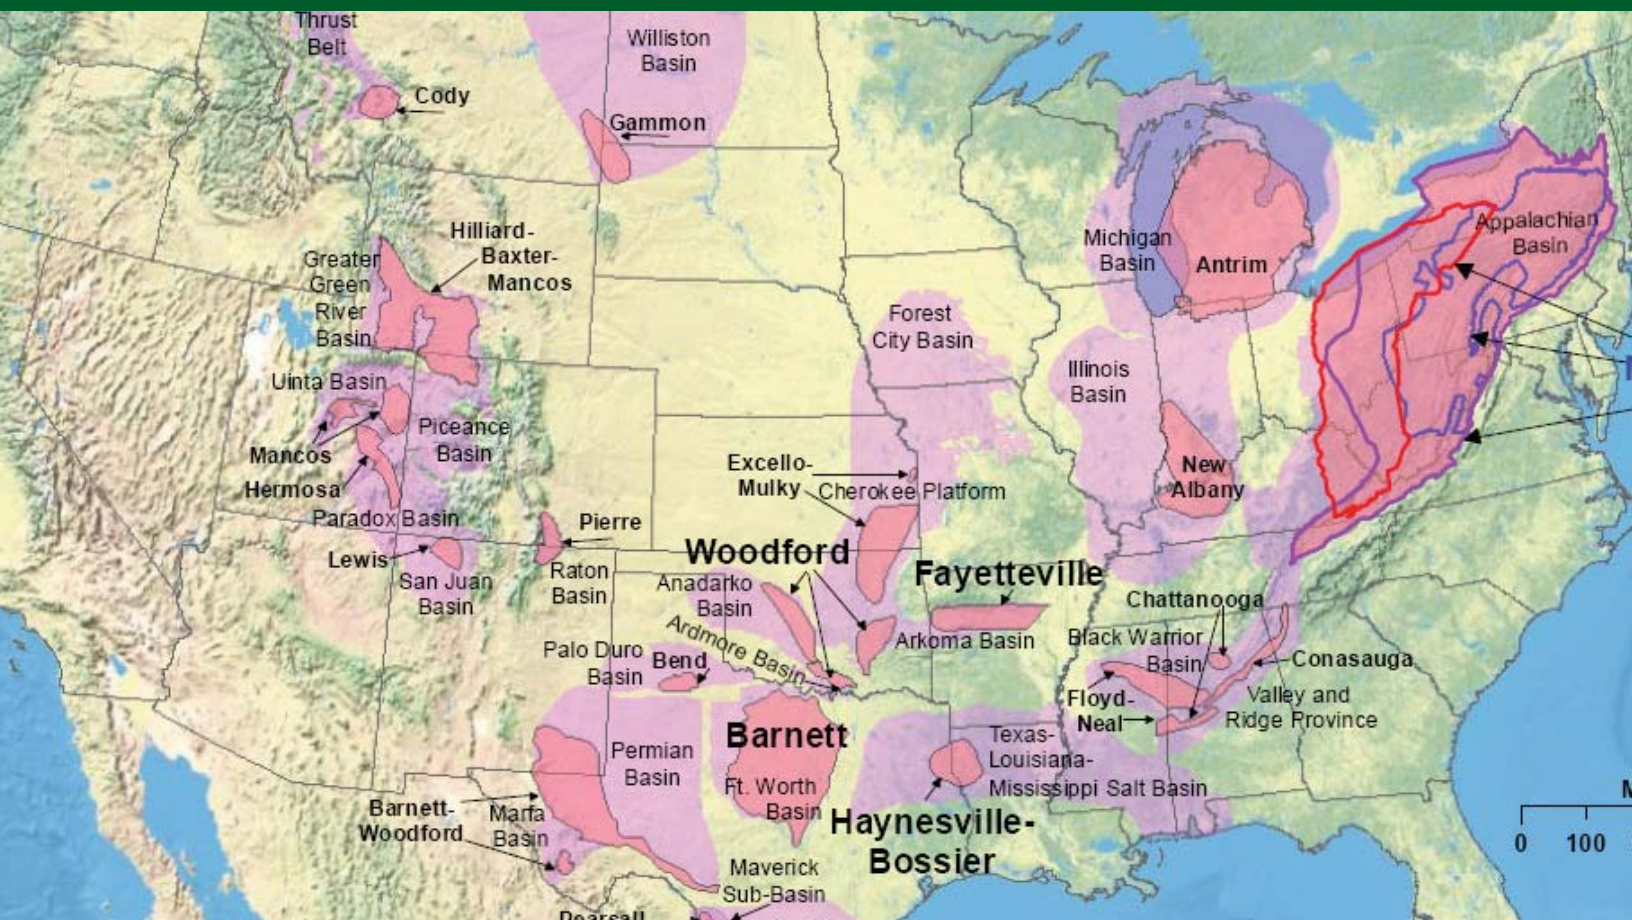 Thrust
Belt
Williston
Basin
Cody
Gammon
Hilliard-
Baxter-
Mancos
Greater
Green
River
Basin
Michigan
Basin
Antrim
Appalachian
Basin
Forest
City Basin
Illinois
Basin
Uinta Basin
Piceance
Basin
Mancos
Hermosa
Paradox Basin
Excello-
Mulky
Cherokee Platform
New
Albany
Pierre
Lewis
San Juan
Basin
Raton
Basin
Woodford
Anadarko
Basin
Fayetteville
Arkoma Basin
Chattanooga
Black Warrior
Basin
Conasauga
Ardmore Basin
Palo Duro
Basin
Bend
Floyd-
Neal
Valley and
Ridge Province
Barnett
Permian
Basin
Ft. Worth
Basin
Texas-
Louisiana-
Mississippi Salt Basin
Barnett-
Woodford
Marfa
Basin
Haynesville-
Bossier
Maverick
Sub-Basin
Pearsall
0 100